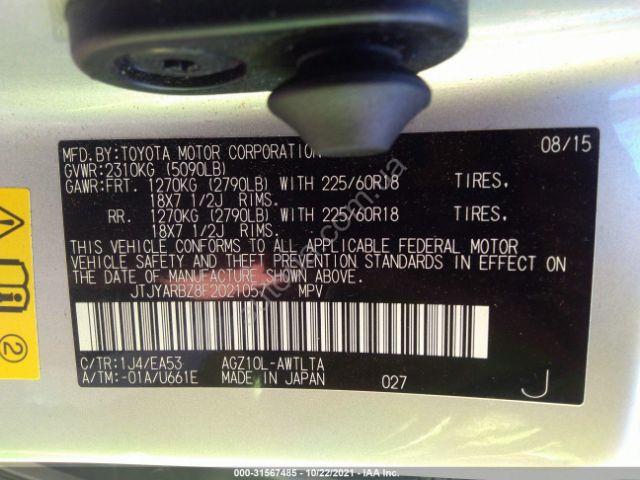 MFD.BY:TOYOTA MOTOR CORPORATION 08/15
GVWR:2310KG (5090LB)
GAWR:FRT. 1270KG (2790LB) WITH 225/60R18 TIRES,
18X7 1/2J RIMS.
RR. 1270KG (2790LB) WITH 225/60R18 TIRES,
18X7 1/2J RIMS.
THIS VEHICLE CONFORMS TO ALL APPLICABLE FEDERAL MOTOR
VEHICLE SAFETY AND THEFT PREVENTION STANDARDS IN EFFECT ON
THE DATE OF MANUFACTURE SHOWN ABOVE.
JTJYARBZ8F2021057 MPV
C/TR:1J4/EA53 AGZ10L-AWTLTA
A/TM:-01A/U661E MADE IN JAPAN 027 J
2
000-31567485 - 10/22/2021 - IAA Inc.